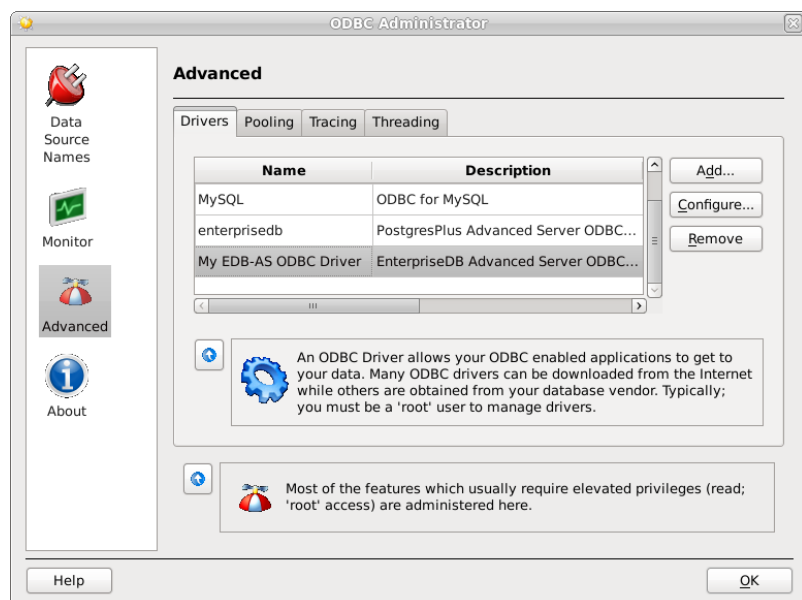 ODBC Administrator
Data
Source
Names
Monitor
Advanced
About
Advanced
Drivers Pooling Tracing Threading
Name Description
MySQL ODBC for MySQL
enterprisedb PostgresPlus Advanced Server ODBC...
My EDB-AS ODBC Driver EnterpriseDB Advanced Server ODBC...
Add...
Configure...
Remove
An ODBC Driver allows your ODBC enabled applications to get to
your data. Many ODBC drivers can be downloaded from the Internet
while others are obtained from your database vendor. Typically;
you must be a 'root' user to manage drivers.
Most of the features which usually require elevated privileges (read;
'root' access) are administered here.
Help
OK